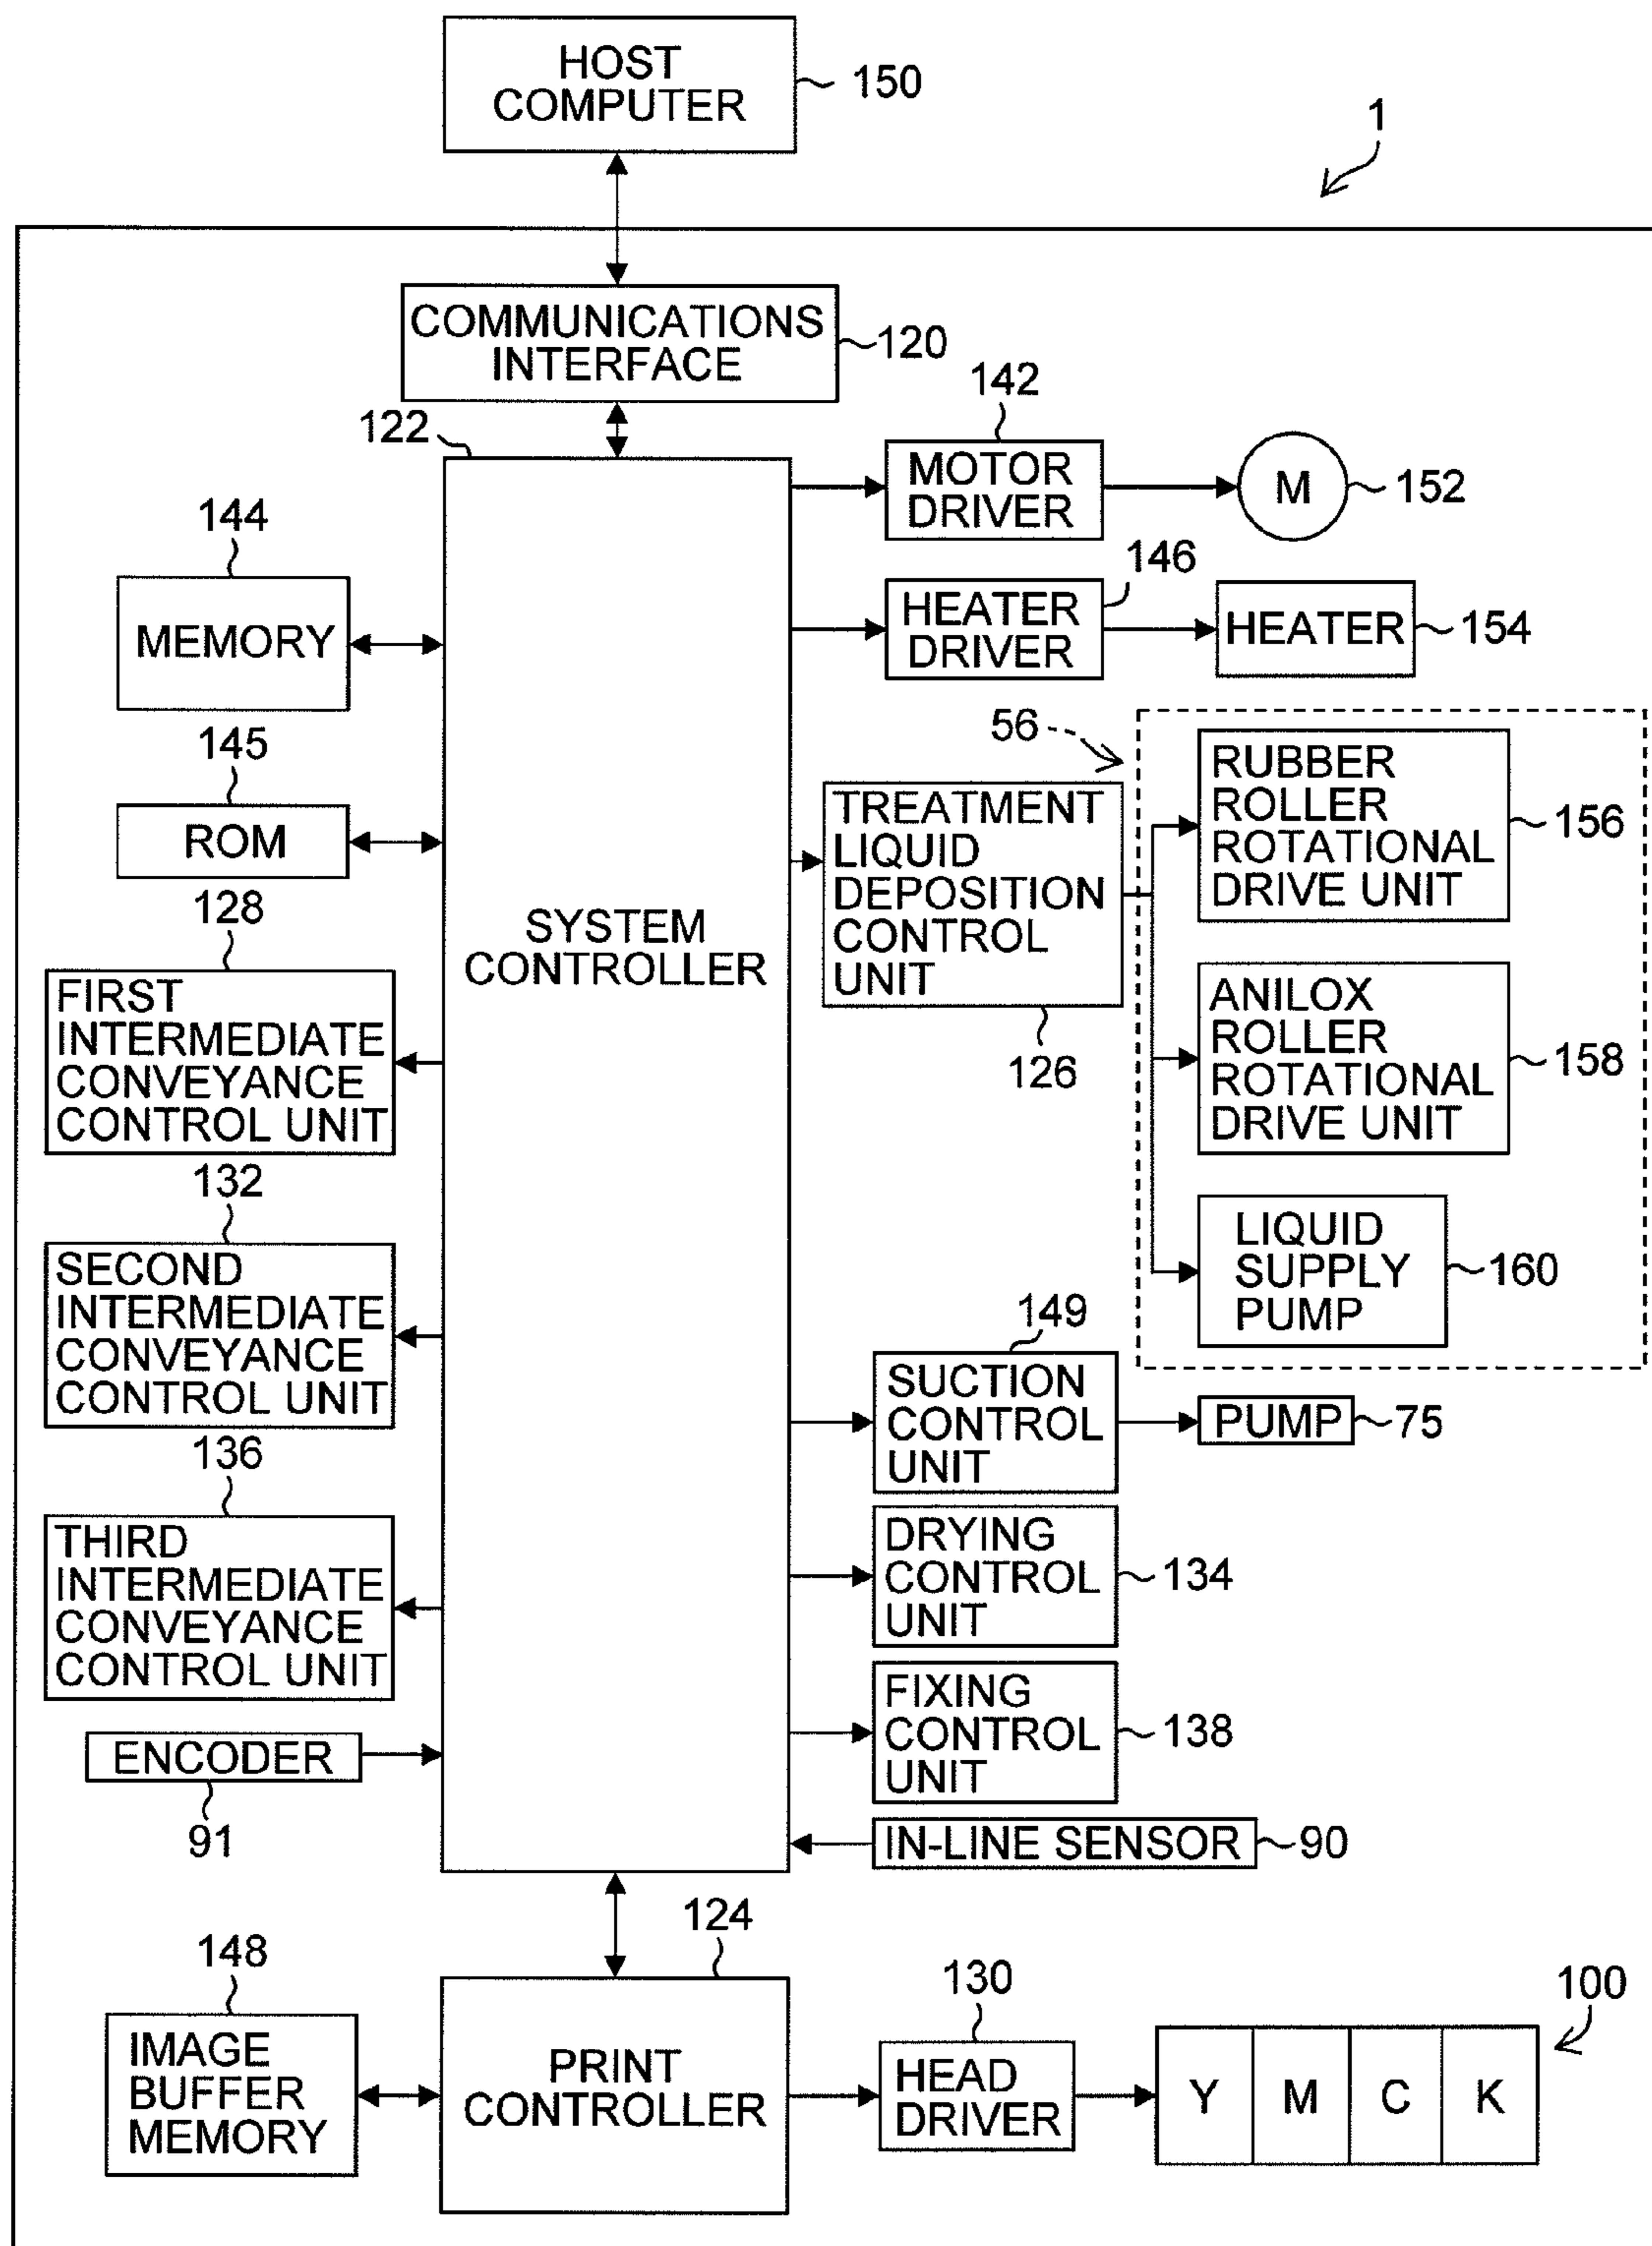 HOST
COMPUTER
150
1
COMMUNICATIONS
INTERFACE
120
122
142
MOTOR
DRIVER
M
152
144
MEMORY
146
HEATER
DRIVER
HEATER
154
145
ROM
56
RUBBER
ROLLER
ROTATIONAL
DRIVE UNIT
156
TREATMENT
LIQUID
DEPOSITION
CONTROL
UNIT
126
SYSTEM
CONTROLLER
128
FIRST
INTERMEDIATE
CONVEYANCE
CONTROL UNIT
ANILOX
ROLLER
ROTATIONAL
DRIVE UNIT
158
132
SECOND
INTERMEDIATE
CONVEYANCE
CONTROL UNIT
LIQUID
SUPPLY
PUMP
160
149
SUCTION
CONTROL
UNIT
PUMP
75
136
THIRD
INTERMEDIATE
CONVEYANCE
CONTROL UNIT
DRYING
CONTROL
UNIT
134
FIXING
CONTROL
UNIT
138
ENCODER
91
IN-LINE SENSOR
90
124
148
IMAGE
BUFFER
MEMORY
PRINT
CONTROLLER
130
HEAD
DRIVER
100
Y M C K